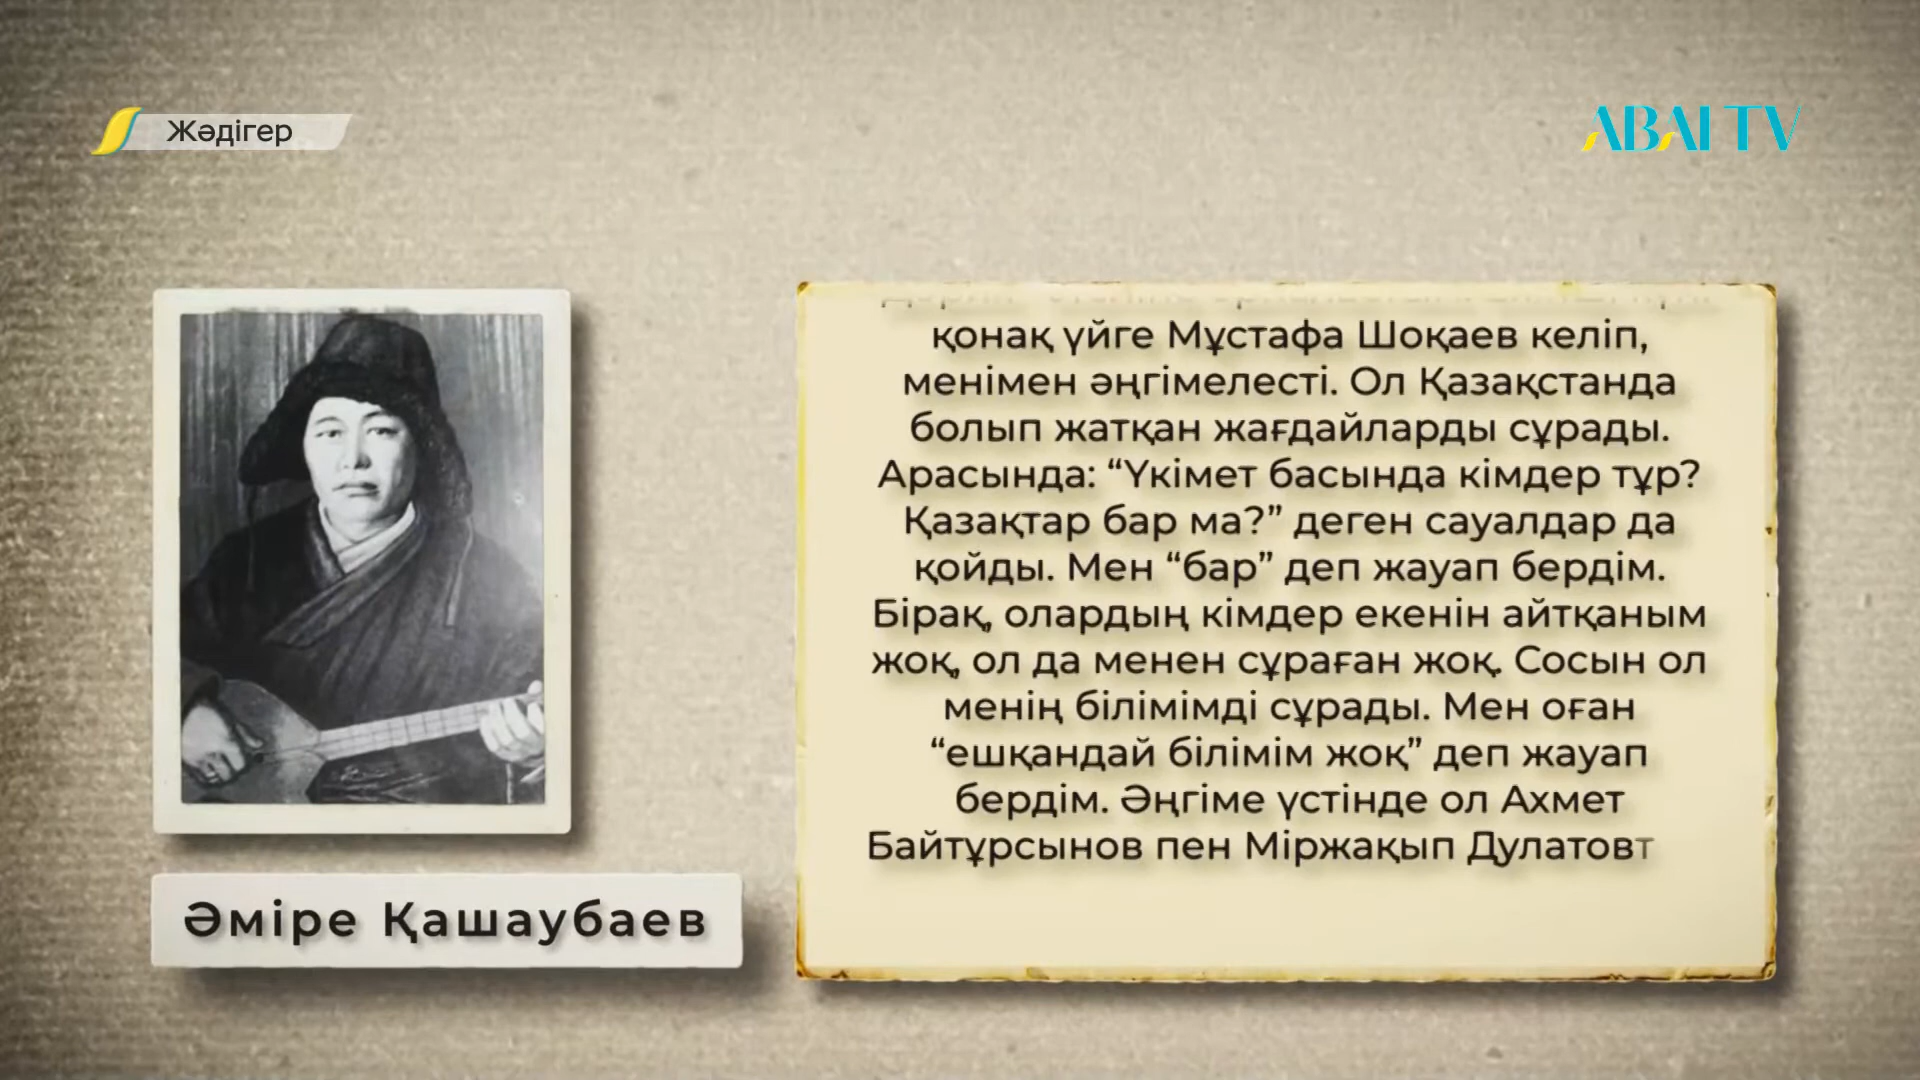 Жәдігер
ABAI TV
қонақ үйге Мұстафа Шоқаев келіп,
менімен әңгімелесті. Ол Қазақстанда
болып жатқан жағдайларды сұрады.
Арасында: “Үкімет басында кімдер тұр?
Қазақтар бар ма?” деген сауалдар да
қойды. Мен “бар” деп жауап бердім.
Бірақ, олардың кімдер екенін айтқаным
жоқ, ол да менен сұраған жоқ. Сосын ол
менің білімімді сұрады. Мен оған
“ешқандай білімім жоқ” деп жауап
бердім. Әңгіме үстінде ол Ахмет
Байтұрсынов пен Міржақып Дулатовт
Әміре Қашаубаев